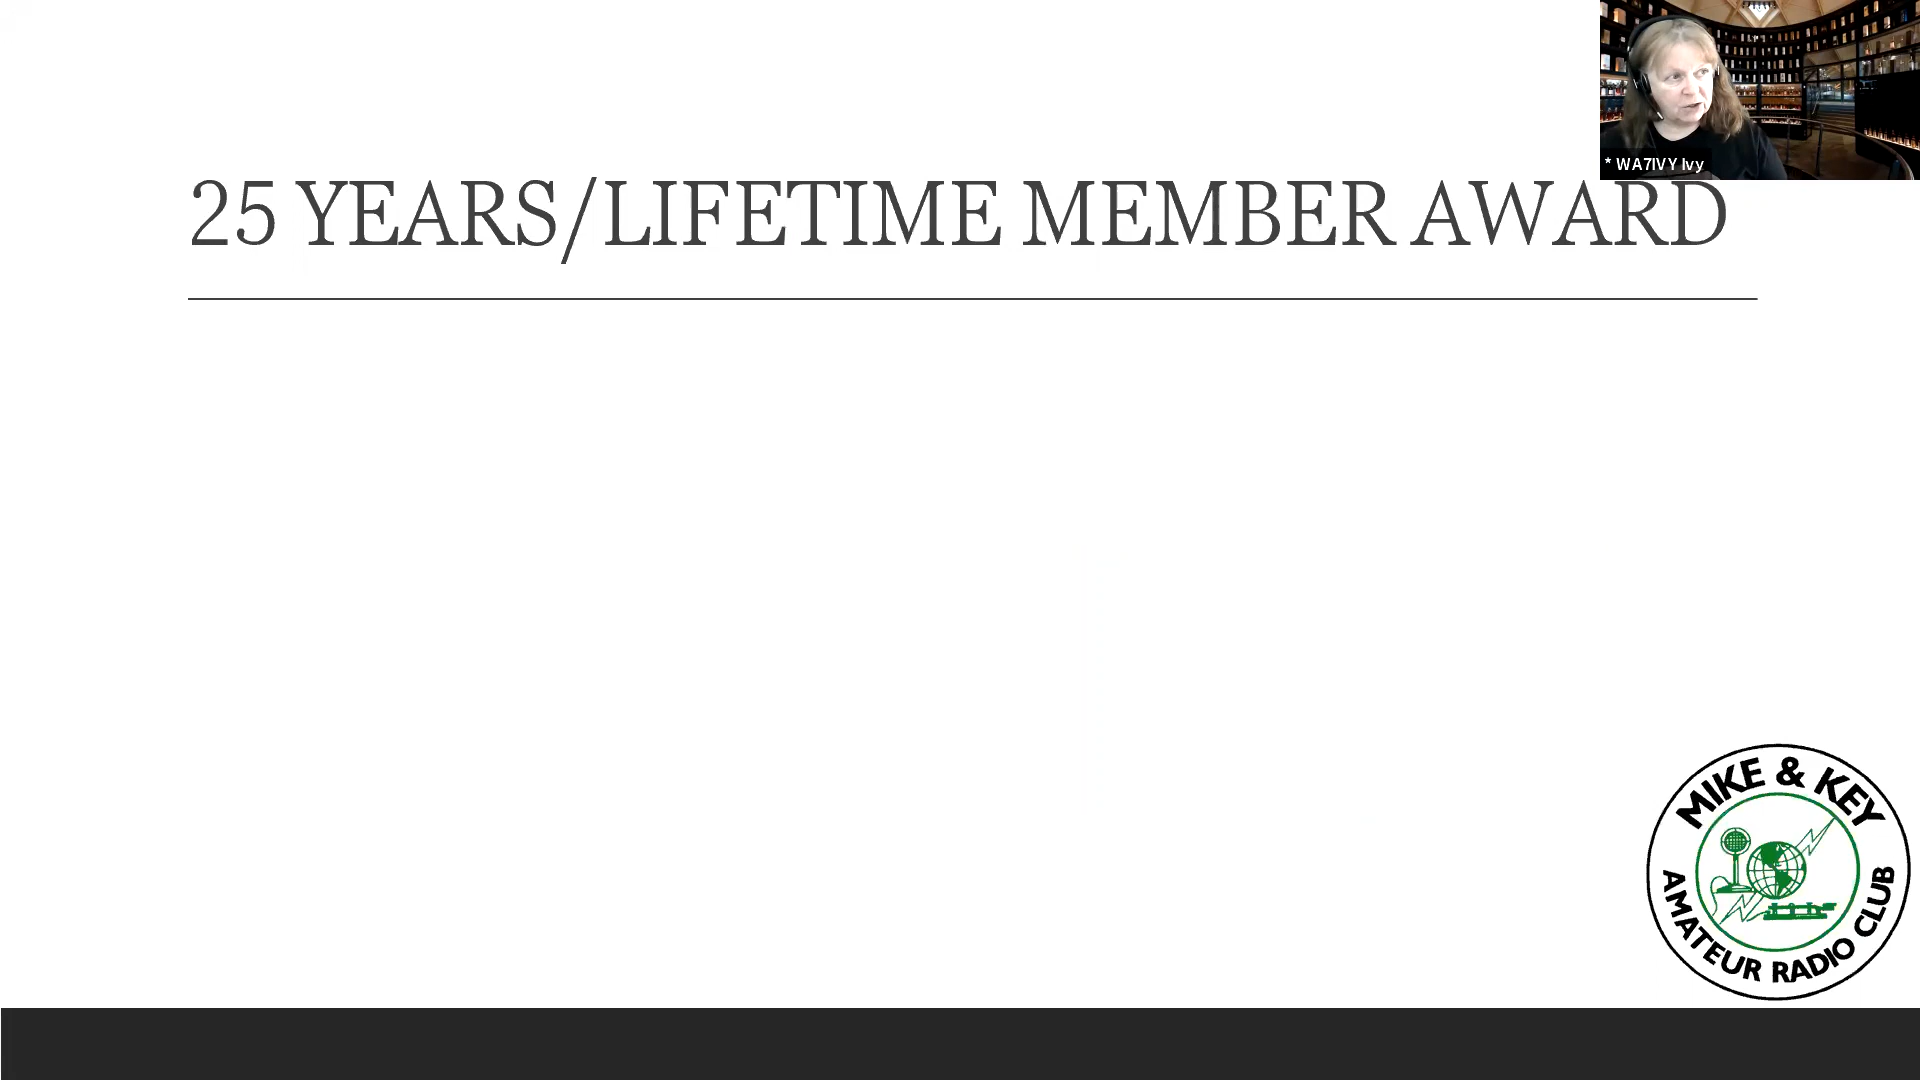 * WA7IVY Ivy
25 YEARS/LIFETIME MEMBER AWARD
MIKE & KEY
AMATEUR RADIO CLUB